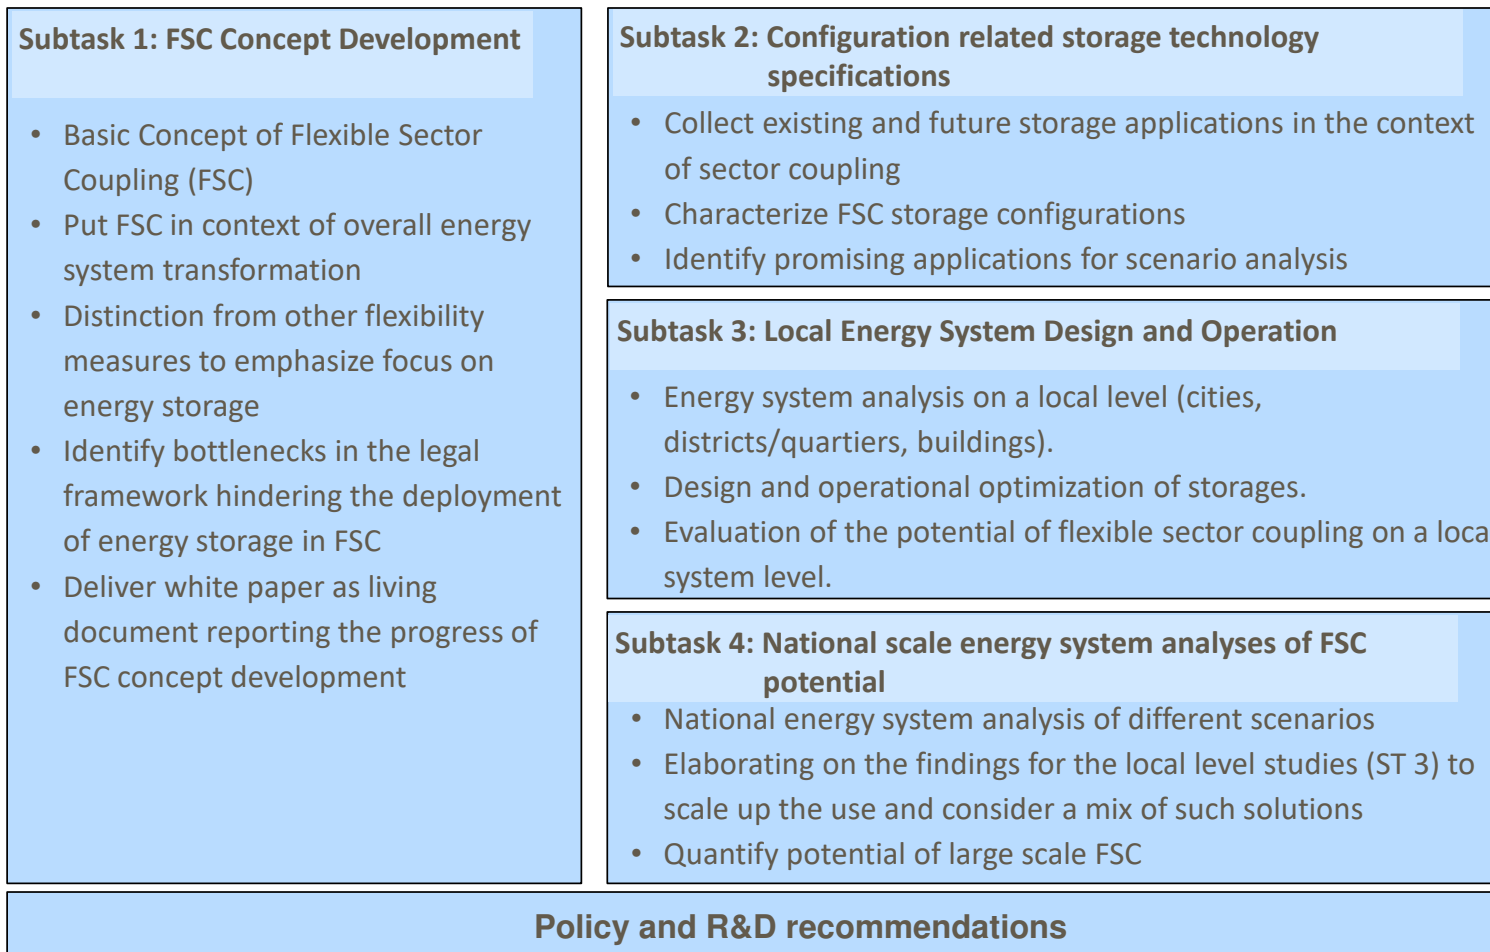 Subtask 1: FSC Concept Development
• Basic Concept of Flexible Sector
Coupling (FSC)
• Put FSC in context of overall energy
system transformation
• Distinction from other flexibility
measures to emphasize focus on
energy storage
• Identify bottlenecks in the legal
framework hindering the deployment
of energy storage in FSC
• Deliver white paper as living
document reporting the progress of
FSC concept development
Subtask 2: Configuration related storage technology
specifications
• Collect existing and future storage applications in the context
of sector coupling
• Characterize FSC storage configurations
• Identify promising applications for scenario analysis
Subtask 3: Local Energy System Design and Operation
• Energy system analysis on a local level (cities,
districts/quartiers, buildings).
• Design and operational optimization of storages.
• Evaluation of the potential of flexible sector coupling on a loca
system level.
Subtask 4: National scale energy system analyses of FSC
potential
• National energy system analysis of different scenarios
• Elaborating on the findings for the local level studies (ST 3) to
scale up the use and consider a mix of such solutions
• Quantify potential of large scale FSC
Policy and R&D recommendations